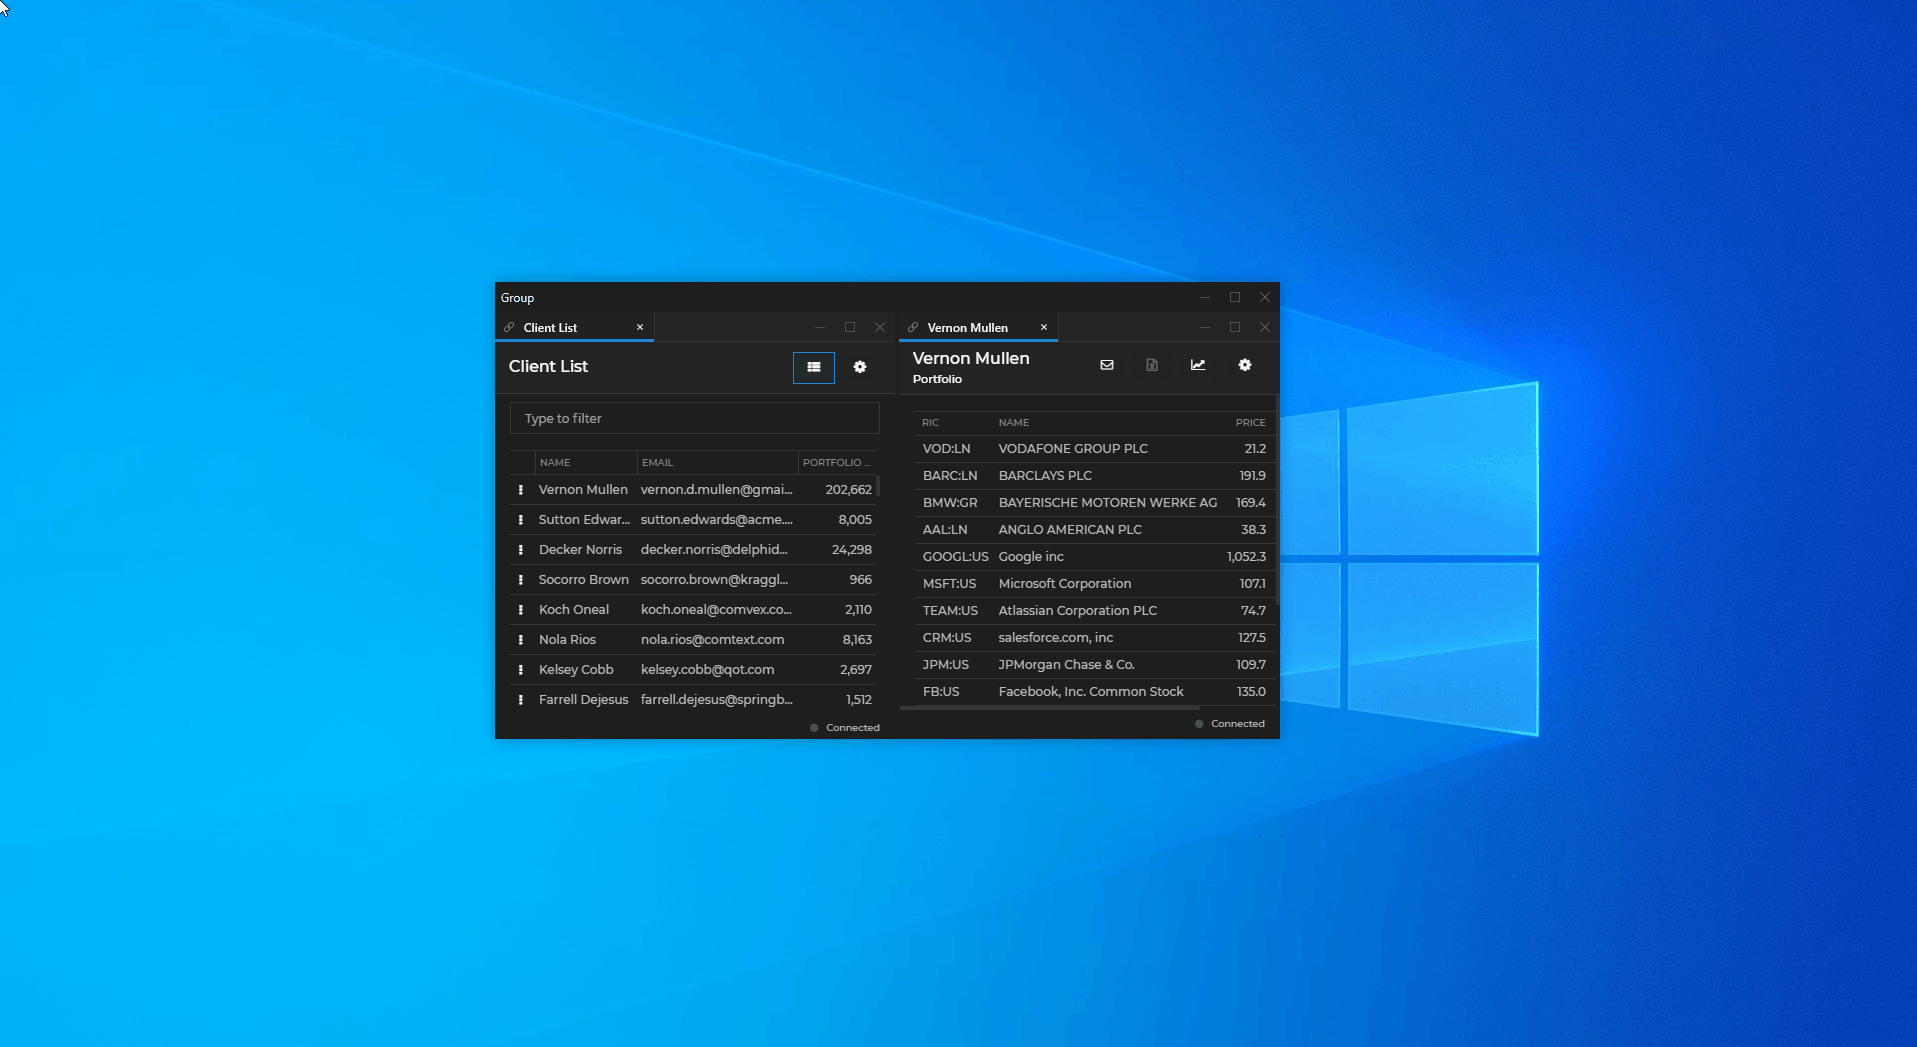 Group
Client List
Vernon Mullen
Client List
Type to filter
NAME EMAIL PORTFOLIO ...
Vernon Mullen vernon.d.mullen@gmai... 202,662
Sutton Edwar... sutton.edwards@acme.... 8,005
Decker Norris decker.norris@delphid... 24,298
Socorro Brown socorro.brown@kraggl... 966
Koch Oneal koch.oneal@comvex.co... 2,110
Nola Rios nola.rios@comtext.com 8,163
Kelsey Cobb kelsey.cobb@qot.com 2,697
Farrell Dejesus farrell.dejesus@springb... 1,512
Connected
Vernon Mullen
Portfolio
RIC NAME PRICE
VOD:LN VODAFONE GROUP PLC 21.2
BARC:LN BARCLAYS PLC 191.9
BMW:GR BAYERISCHE MOTOREN WERKE AG 169.4
AAL:LN ANGLO AMERICAN PLC 38.3
GOOGL:US Google inc 1,052.3
MSFT:US Microsoft Corporation 107.1
TEAM:US Atlassian Corporation PLC 74.7
CRM:US salesforce.com, inc 127.5
JPM:US JPMorgan Chase & Co. 109.7
FB:US Facebook, Inc. Common Stock 135.0
Connected